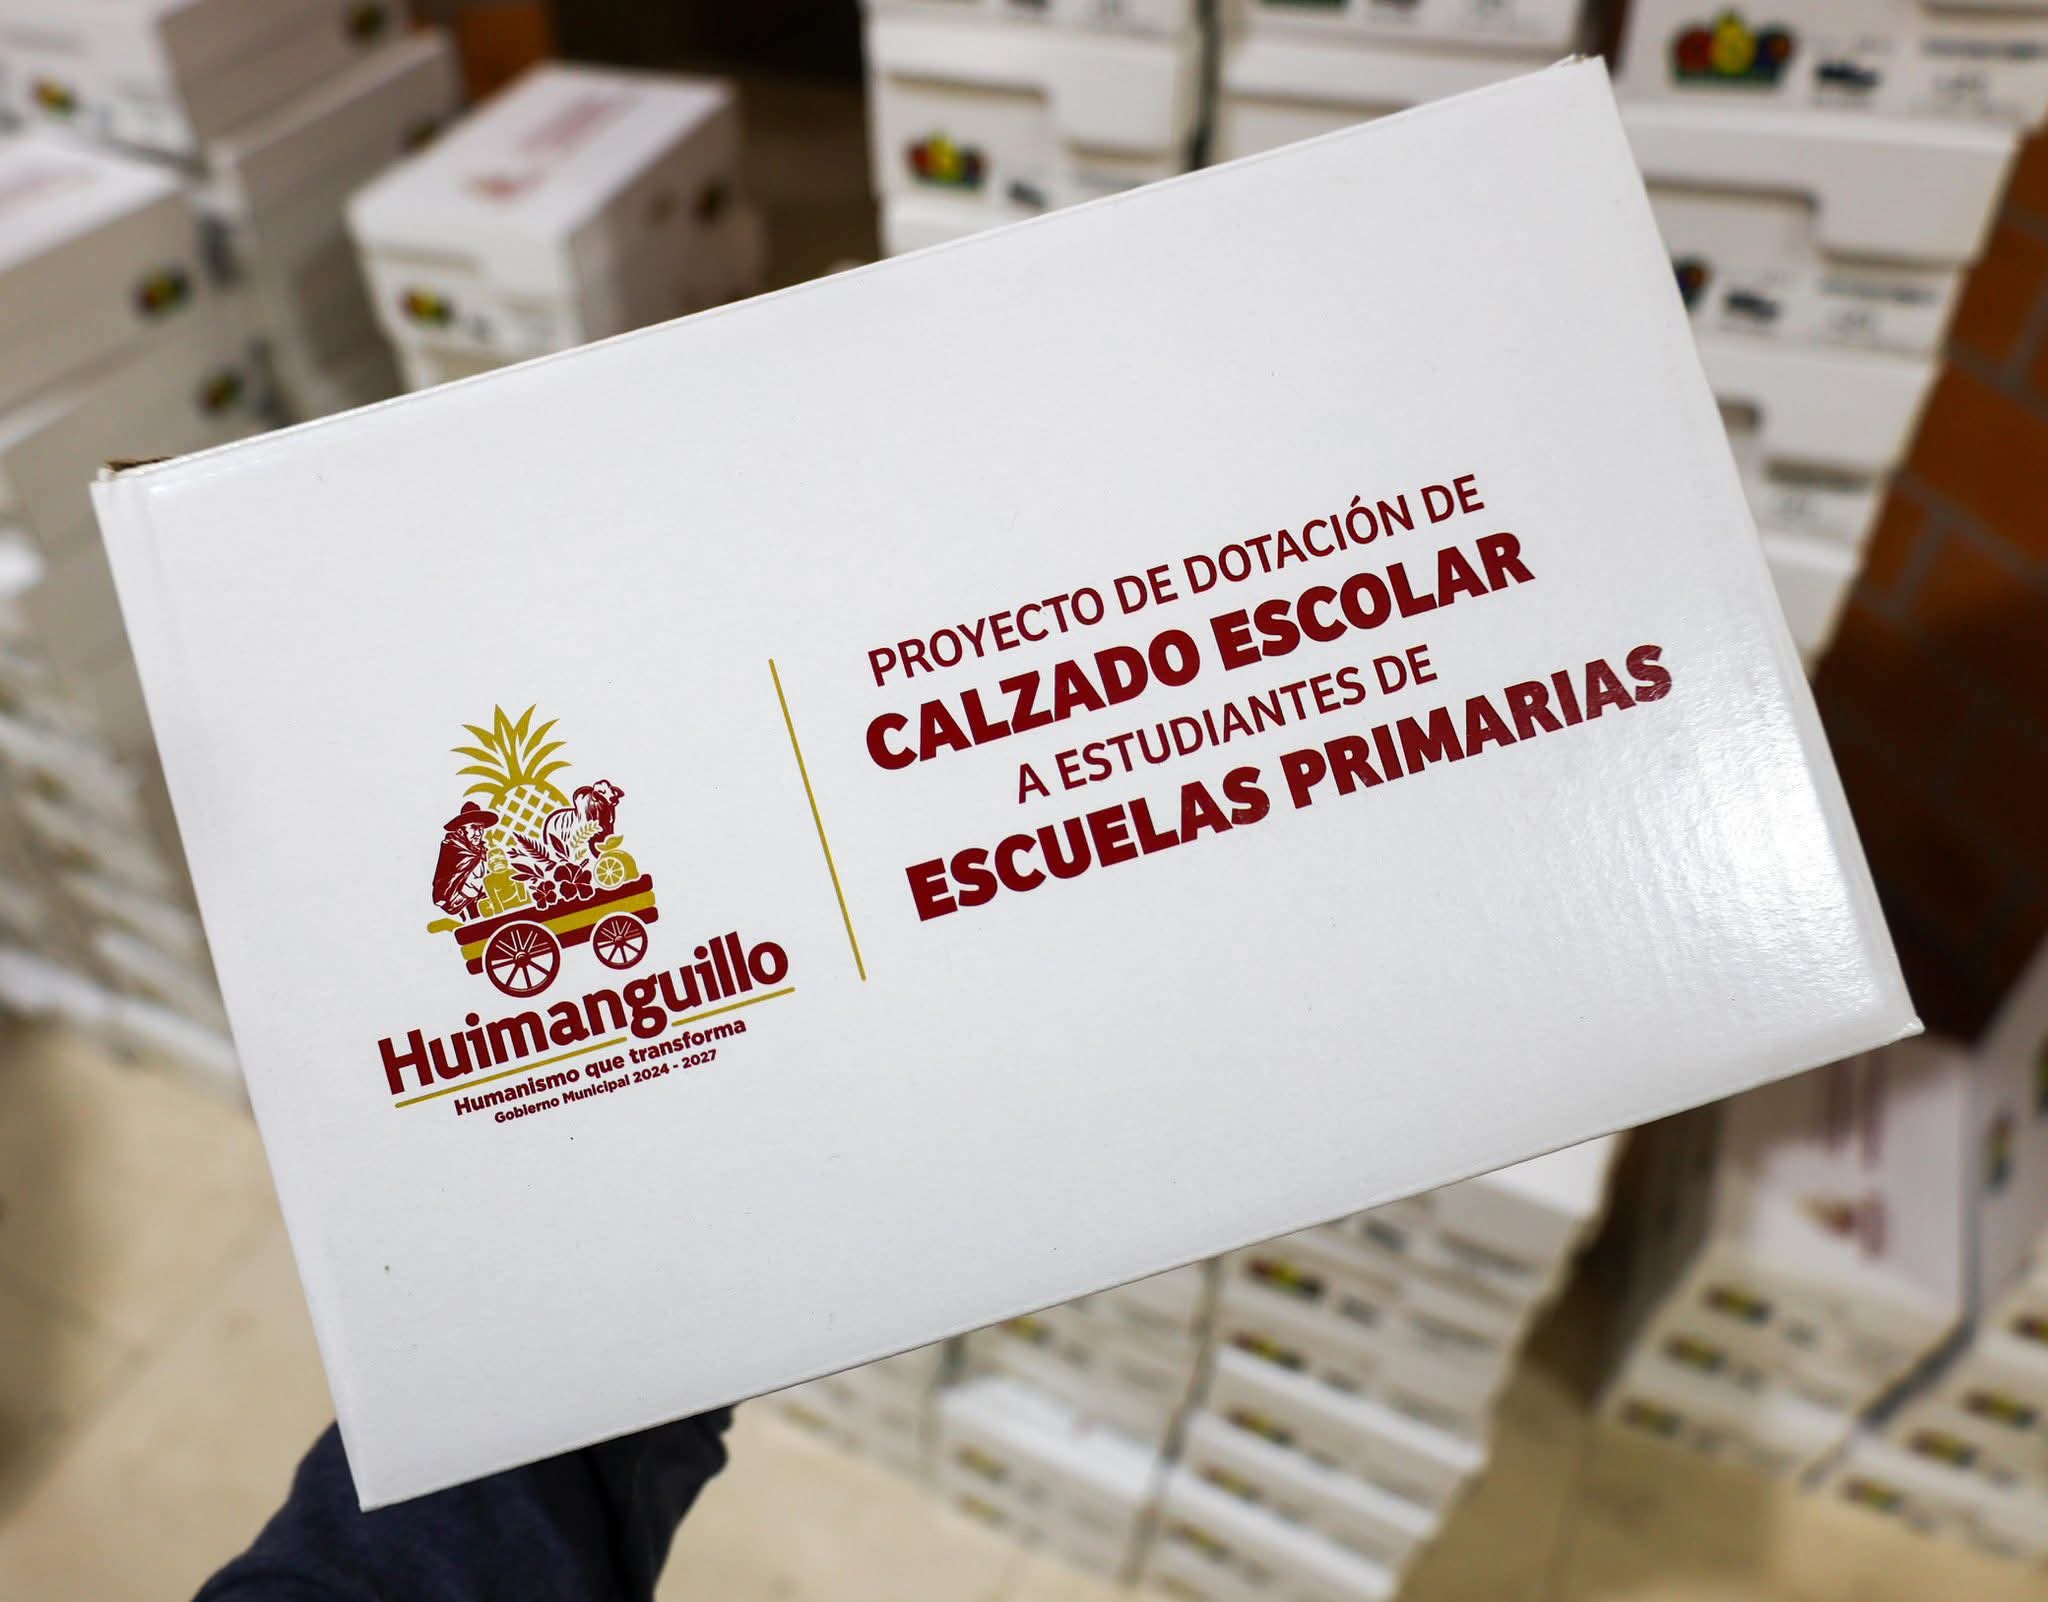 PROYECTO DE DOTACIÓN DE
CALZADO ESCOLAR
A ESTUDIANTES DE
ESCUELAS PRIMARIAS
Huimanguillo
Humanismo que transforma
Gobierno Municipal 2024 - 2027